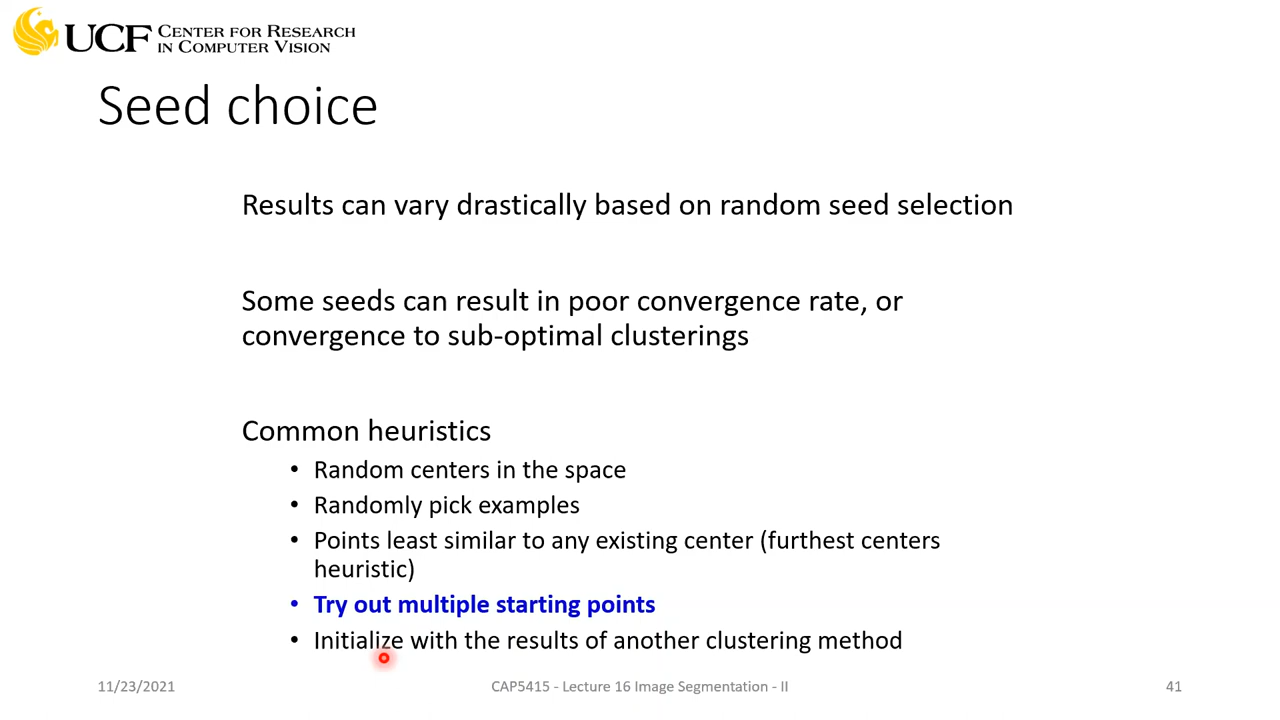 UCF CENTER FOR RESEARCH
IN COMPUTER VISION
Seed choice
Results can vary drastically based on random seed selection
Some seeds can result in poor convergence rate, or
convergence to sub-optimal clusterings
Common heuristics
• Random centers in the space
• Randomly pick examples
• Points least similar to any existing center (furthest centers
heuristic)
• Try out multiple starting points
• Initialize with the results of another clustering method
11/23/2021
CAP5415 - Lecture 16 Image Segmentation - II
41